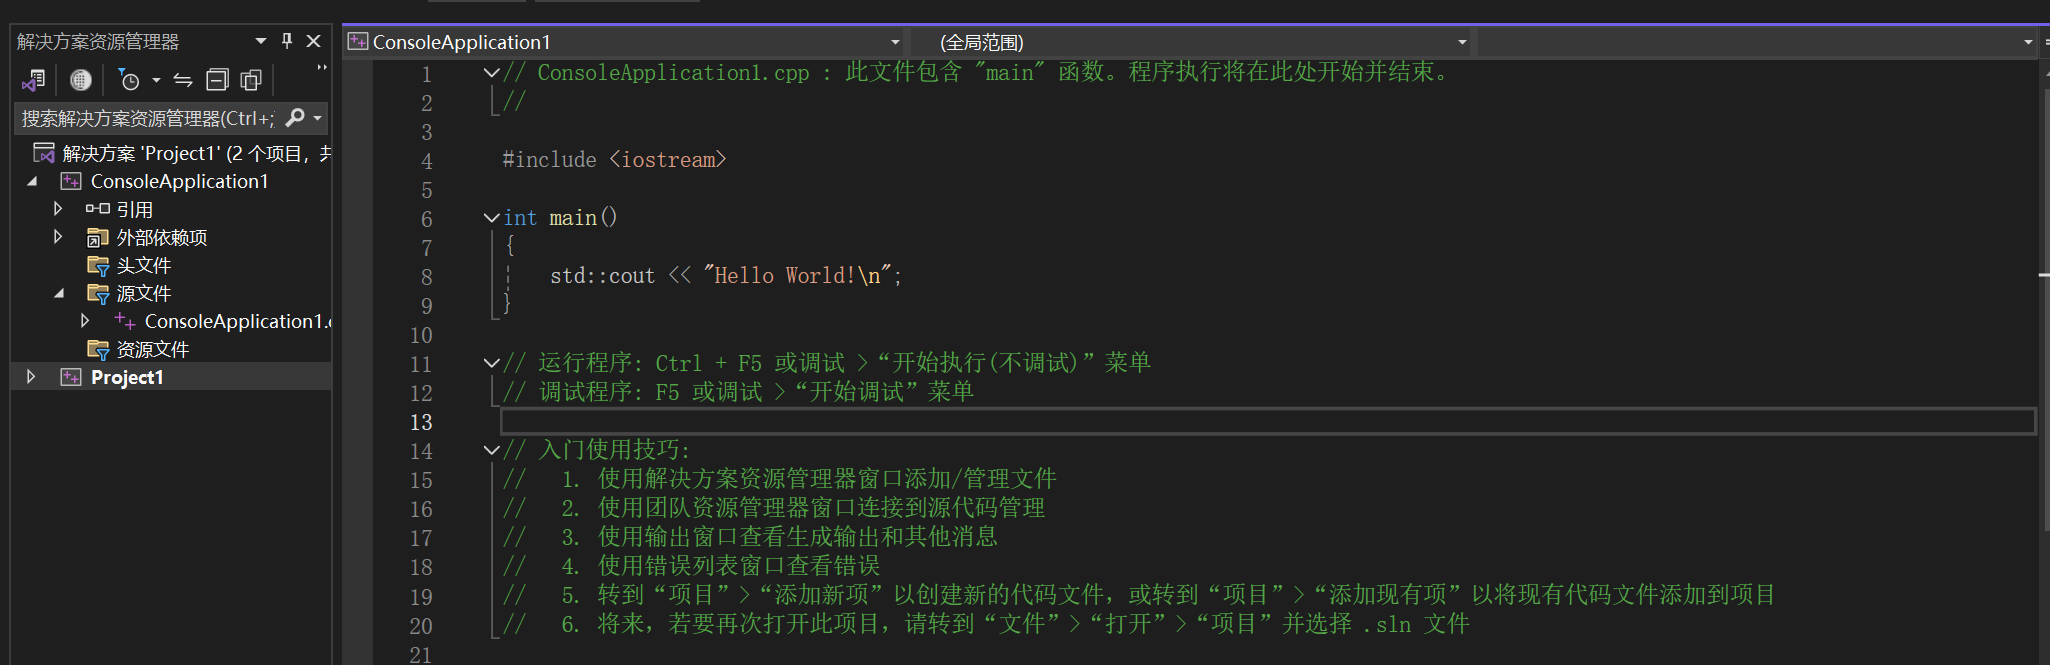 解决方案资源管理器
搜索解决方案资源管理器(Ctrl+;
解决方案 'Project1' (2 个项目, 共
ConsoleApplication1
引用
外部依赖项
头文件
源文件
ConsoleApplication1.c
资源文件
Project1
ConsoleApplication1
(全局范围)
1 // ConsoleApplication1.cpp : 此文件包含 "main" 函数。程序执行将在此处开始并结束。
2 //
3
4 #include <iostream>
5
6 int main()
7 {
8 std::cout << "Hello World!\n";
9 }
10
11 // 运行程序: Ctrl + F5 或调试 >“开始执行(不调试)”菜单
12 // 调试程序: F5 或调试 >“开始调试”菜单
13
14 // 入门使用技巧:
15 // 1. 使用解决方案资源管理器窗口添加/管理文件
16 // 2. 使用团队资源管理器窗口连接到源代码管理
17 // 3. 使用输出窗口查看生成输出和其他消息
18 // 4. 使用错误列表窗口查看错误
19 // 5. 转到“项目”>“添加新项”以创建新的代码文件，或转到“项目”>“添加现有项”以将现有代码文件添加到项目
20 // 6. 将来，若要再次打开此项目，请转到“文件”>“打开”>“项目”并选择 .sln 文件
21